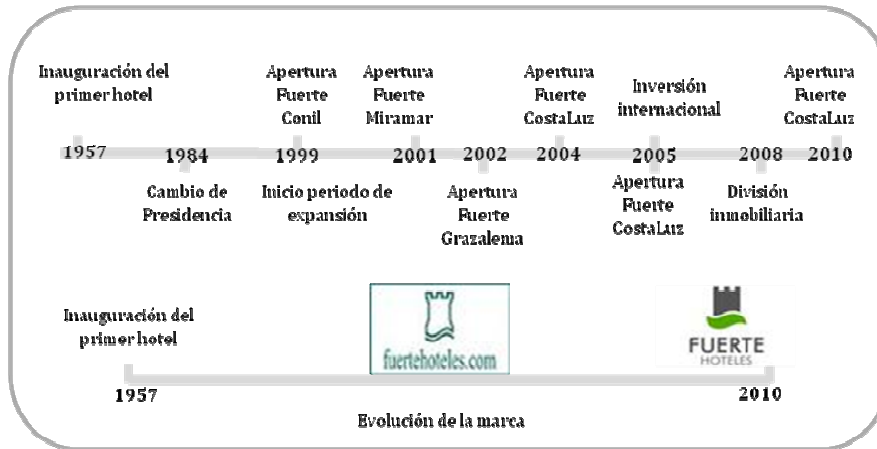 Inauguración del
primer hotel
Apertura
Fuerte
Conil
Apertura
Fuerte
Miramar
Apertura
Fuerte
CostaLuz
Inversión
internacional
Apertura
Fuerte
CostaLuz
1957
1984
1999
2001
2002
2004
2005
2008
2010
Cambio de
Presidencia
Inicio periodo de
expansión
Apertura
Fuerte
Grazalema
Apertura
Fuerte
CostaLuz
División
inmobiliaria
Inauguración del
primer hotel
fuertehoteles.com
FUERTE
HOTELES
1957
2010
Evolución de la marca